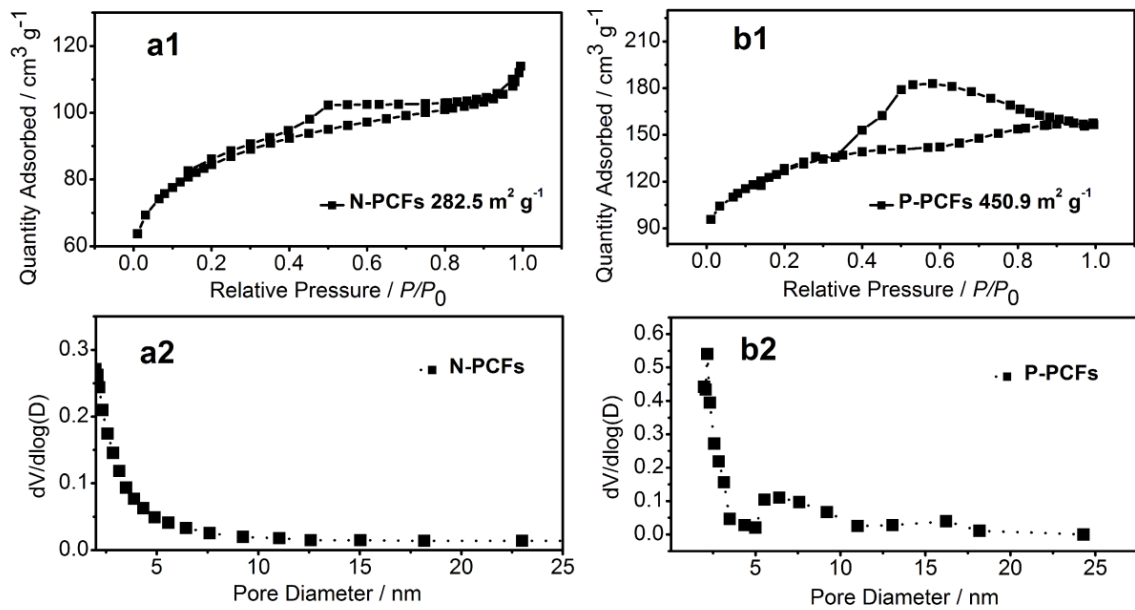 a1
Quantity Adsorbed / cm³ g⁻¹
120
100
80
60
N-PCFs 282.5 m² g⁻¹
0.0 0.2 0.4 0.6 0.8 1.0
Relative Pressure / P/P₀
b1
Quantity Adsorbed / cm³ g⁻¹
210
180
150
120
90
P-PCFs 450.9 m² g⁻¹
0.0 0.2 0.4 0.6 0.8 1.0
Relative Pressure / P/P₀
a2
dV/dlog(D)
0.3
0.2
0.1
0.0
N-PCFs
5 10 15 20 25
Pore Diameter / nm
b2
dV/dlog(D)
0.6
0.5
0.4
0.3
0.2
0.1
0.0
P-PCFs
5 10 15 20 25
Pore Diameter / nm